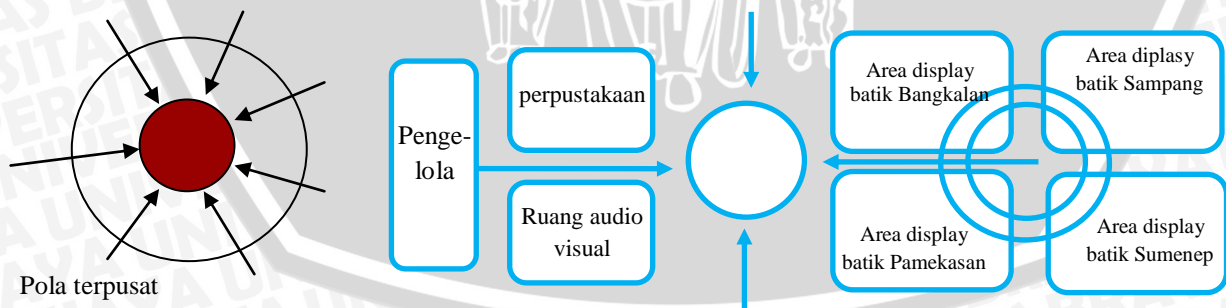 Pola terpusat
Penge-
lola
perpustakaan
Ruang audio
visual
Area display
batik Bangkalan
Area diplasy
batik Sampang
Area display
batik Pamekasan
Area display
batik Sumenep